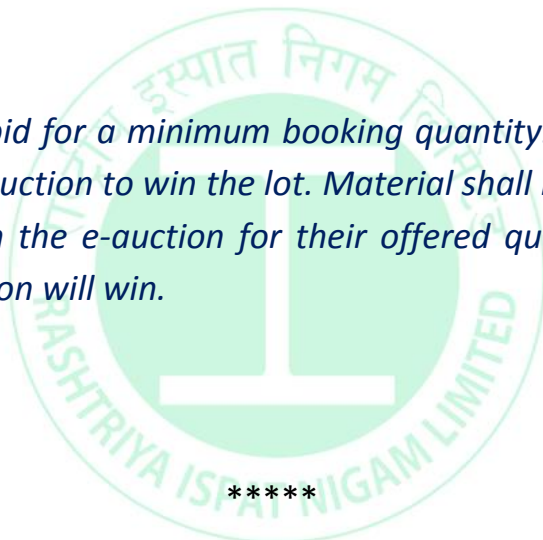 राष्ट्रीय इस्पात निगम लिमिटेड
bid for a minimum booking quantity.
uction to win the lot. Material shall
n the e-auction for their offered qu
on will win.
RASHTRIYA ISPAT NIGAM LIMITED
*****